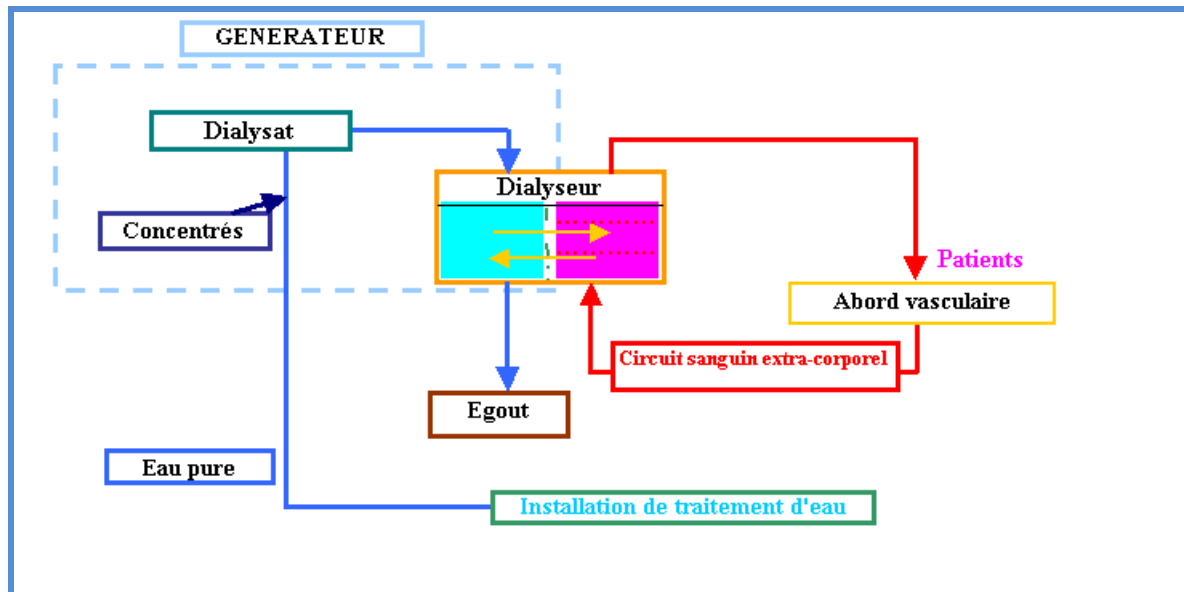 GENERATEUR
Dialysat
Dialyseur
Concentrés
Patients
Abord vasculaire
Circuit sanguin extra-corporel
Egout
Eau pure
Installation de traitement d'eau